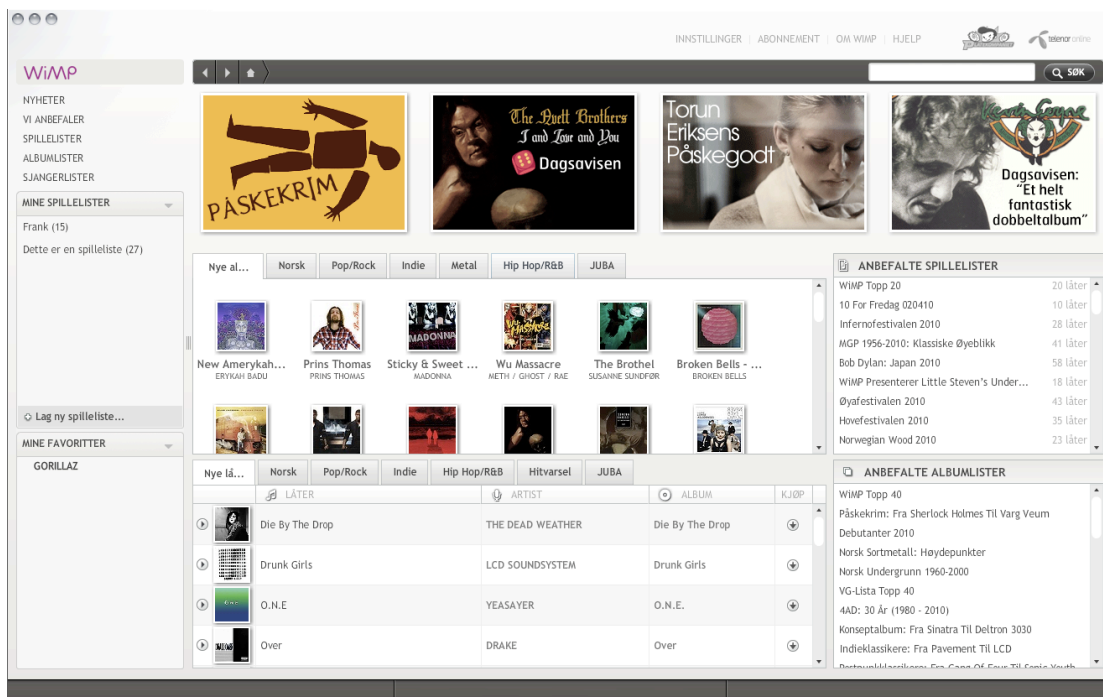 INNSTILLINGER | ABONNEMENT | OM WIMP | HJELP
telenor online
WiMP
SØK
NYHETER
VI ANBEFALER
SPILLELISTER
ALBUMLISTER
SJANGERLISTER
MINE SPILLELISTER
Frank (15)
Dette er en spilleliste (27)
Lag ny spilleliste...
MINE FAVORITTER
GORILLAZ
PÅSKEKRIM
The Avett Brothers
I and Love and You
Dagsavisen
Torun
Eriksens
Påskegodt
Dagsavisen:
"Et helt
fantastisk
dobbeltalbum"
Nye al... Norsk Pop/Rock Indie Metal Hip Hop/R&B JUBA
New Amerykah... Prins Thomas Sticky & Sweet ... Wu Massacre The Brothel Broken Bells - ...
ERYKAH BADU PRINS THOMAS MADONNA METH / GHOST / RAE SUSANNE SUNDFØR BROKEN BELLS
Nye lå... Norsk Pop/Rock Indie Hip Hop/R&B Hitvarsel JUBA
LÅTER ARTIST ALBUM KJØP
Die By The Drop THE DEAD WEATHER Die By The Drop
Drunk Girls LCD SOUNDSYSTEM Drunk Girls
O.N.E YEASAYER O.N.E.
Over DRAKE Over
ANBEFALTE SPILLELISTER
WiMP Topp 20 20 låter
10 For Fredag 020410 10 låter
Infernofestivalen 2010 28 låter
MGP 1956-2010: Klassiske Øyeblikk 41 låter
Bob Dylan: Japan 2010 58 låter
WiMP Presenterer Little Steven's Under... 18 låter
Øyafestivalen 2010 43 låter
Hovefestivalen 2010 35 låter
Norwegian Wood 2010 23 låter
ANBEFALTE ALBUMLISTER
WiMP Topp 40
Påskekrim: Fra Sherlock Holmes Til Varg Veum
Debutanter 2010
Norsk Sortmetall: Høydepunkter
Norsk Undergrunn 1960-2000
VG-Lista Topp 40
4AD: 30 År (1980 - 2010)
Konseptalbum: Fra Sinatra Til Deltron 3030
Indieklassikere: Fra Pavement Til LCD
Postpunkklassikere: Fra Gang Of Four Til Sonic Youth